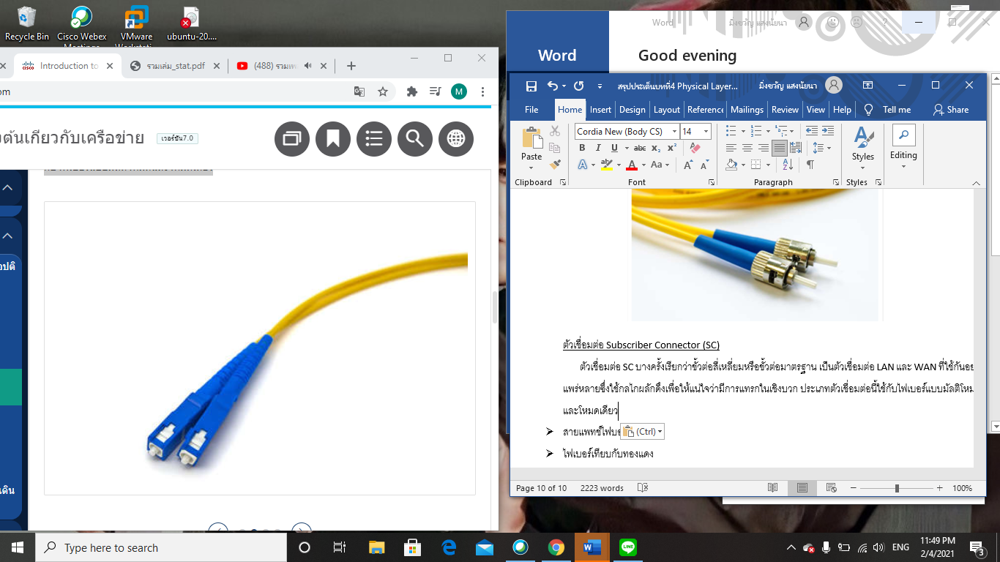 Recycle Bin
Cisco Webex
VMware
ubuntu-20....
Introduction to
รวมเล่ม_stat.pdf
(488) รวมเพ
om
M
งต้นเกี่ยวกับเครือข่าย
เวอร์ชัน7.0
Word
มิ่งขวัญ แสงนัยนา
Word
Good evening
สรุปประเด็นบทที่4 Physical Layer...
มิ่งขวัญ แสงนัยนา
File
Home
Insert
Design
Layout
Reference
Mailings
Review
View
Help
Tell me
Share
Cordia New (Body CS)
14
Paste
Styles
Editing
Clipboard
Font
Paragraph
Styles
ตัวเชื่อมต่อ Subscriber Connector (SC)
ตัวเชื่อมต่อ SC บางครั้งเรียกว่าขั้วต่อสี่เหลี่ยมหรือขั้วต่อมาตรฐาน เป็นตัวเชื่อมต่อ LAN และ WAN ที่ใช้กันอย
แพร่หลายซึ่งใช้กลไกผลักดึงเพื่อให้แน่ใจว่ามีการแทรกในเชิงบวก ประเภทตัวเชื่อมต่อนี้ใช้กับไฟเบอร์แบบมัลติโหม
และโหมดเดียว
สายแพทช์ไฟเบอ
(Ctrl)
ไฟเบอร์เทียบกับทองแดง
Page 10 of 10
2223 words
100%
Type here to search
LINE
ENG
11:49 PM
2/4/2021
3